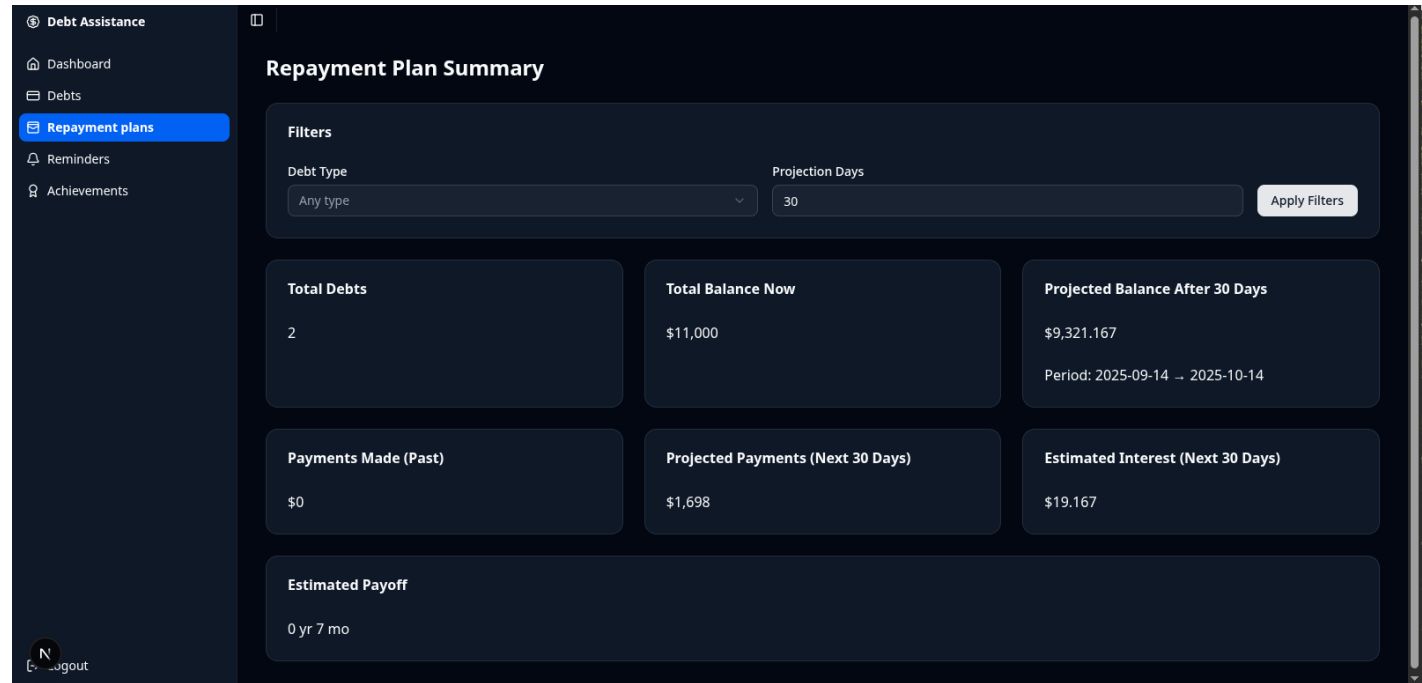 Debt Assistance
Dashboard
Debts
Repayment plans
Reminders
Achievements
N
Logout
Repayment Plan Summary
Filters
Debt Type
Any type
Projection Days
30
Apply Filters
Total Debts
2
Total Balance Now
$11,000
Projected Balance After 30 Days
$9,321.167
Period: 2025-09-14 → 2025-10-14
Payments Made (Past)
$0
Projected Payments (Next 30 Days)
$1,698
Estimated Interest (Next 30 Days)
$19.167
Estimated Payoff
0 yr 7 mo